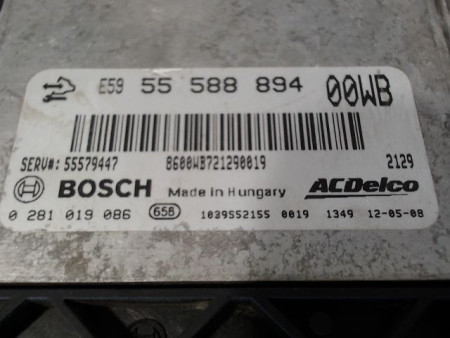 E59 55 588 894 00WB
SERV#: 55579447 8600WB721290019 2129
BOSCH Made in Hungary ACDelco
0 281 019 086 658 1039S52155 0019 1349 12-05-08